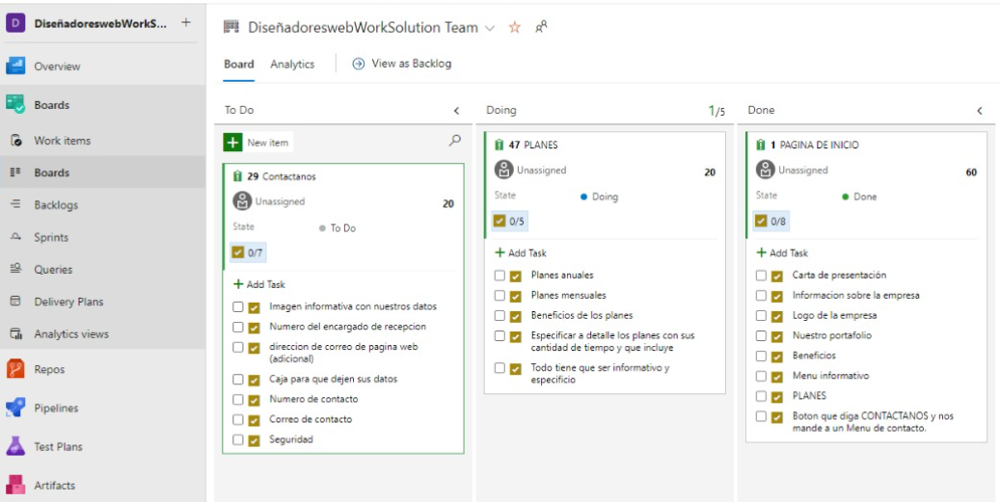 D DiseñadoreswebWorkS... +
Overview
Boards
Work items
Boards
Backlogs
Sprints
Queries
Delivery Plans
Analytics views
Repos
Pipelines
Test Plans
Artifacts
DiseñadoreswebWorkSolution Team
Board Analytics View as Backlog
To Do
New item
29 Contactanos
Unassigned 20
State To Do
0/7
+ Add Task
Imagen informativa con nuestros datos
Numero del encargado de recepcion
direccion de correo de pagina web
(adicional)
Caja para que dejen sus datos
Numero de contacto
Correo de contacto
Seguridad
Doing 1/5
47 PLANES
Unassigned 20
State Doing
0/5
+ Add Task
Planes anuales
Planes mensuales
Beneficios de los planes
Especificar a detalle los planes con sus
cantidad de tiempo y que incluye
Todo tiene que ser informativo y
especificio
Done
1 PAGINA DE INICIO
Unassigned 60
State Done
0/8
+ Add Task
Carta de presentación
Informacion sobre la empresa
Logo de la empresa
Nuestro portafolio
Beneficios
Menu informativo
PLANES
Boton que diga CONTACTANOS y nos
mande a un Menu de contacto.